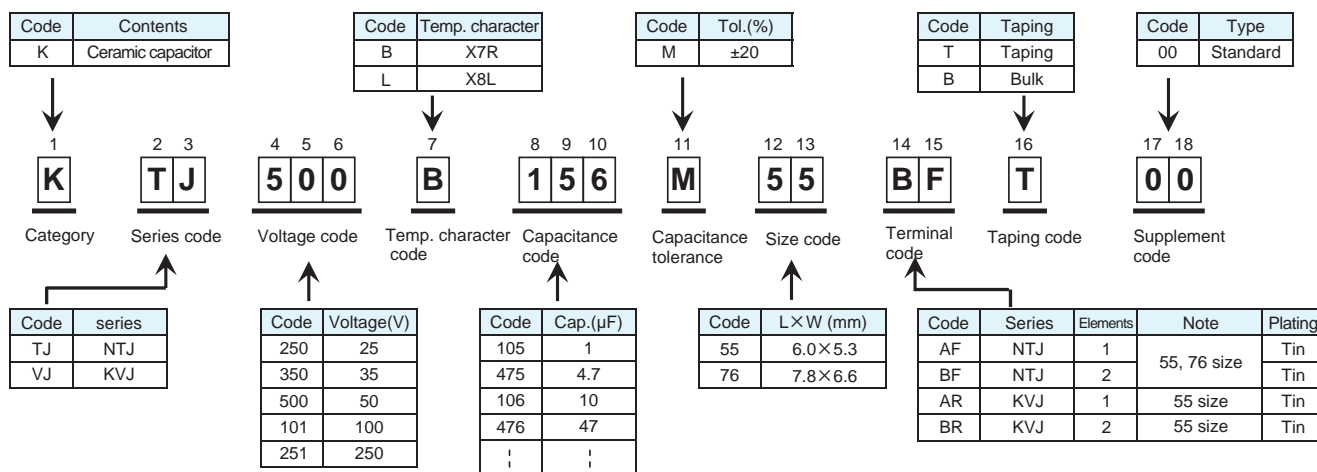 Code Contents
K Ceramic capacitor
Code Temp. character
B X7R
L X8L
Code Tol.(%)
M ±20
Code Taping
T Taping
B Bulk
Code Type
00 Standard
1 2 3 4 5 6 7 8 9 10 11 12 13 14 15 16 17 18
K T J 5 0 0 B 1 5 6 M 5 5 B F T 0 0
Category
Series code
Voltage code
Temp. character
code
Capacitance
code
Capacitance
tolerance
Size code
Terminal
code
Taping code
Supplement
code
Code series
TJ NTJ
VJ KVJ
Code Voltage(V)
250 25
350 35
500 50
101 100
251 250
Code Cap.(µF)
105 1
475 4.7
106 10
476 47
Code L×W (mm)
55 6.0×5.3
76 7.8×6.6
Code Series Elements Note Plating
AF NTJ 1 55, 76 size Tin
BF NTJ 2 Tin
AR KVJ 1 55 size Tin
BR KVJ 2 55 size Tin